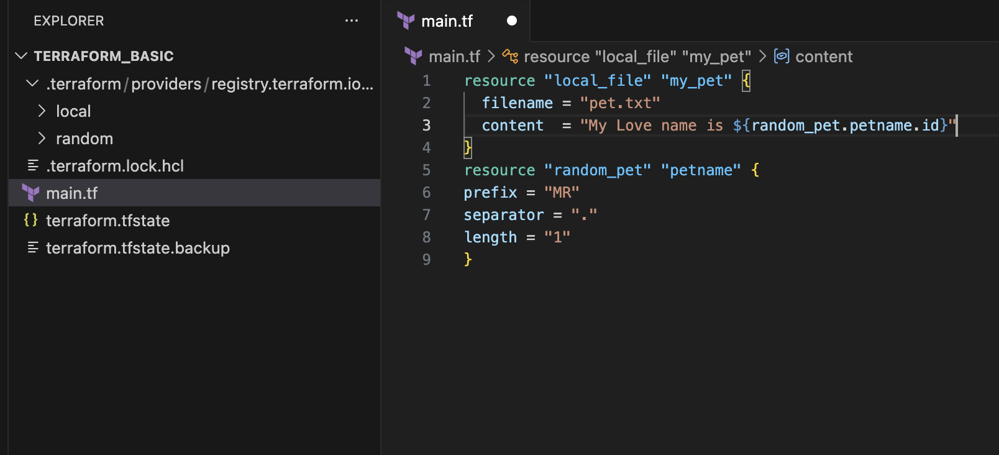 EXPLORER ...
TERRAFORM_BASIC
.terraform/providers/registry.terraform.io...
local
random
.terraform.lock.hcl
main.tf
{} terraform.tfstate
terraform.tfstate.backup
main.tf
main.tf > resource "local_file" "my_pet" > content
1 resource "local_file" "my_pet" {
2   filename = "pet.txt"
3   content  = "My Love name is ${random_pet.petname.id}"
4 }
5 resource "random_pet" "petname" {
6 prefix = "MR"
7 separator = "."
8 length = "1"
9 }